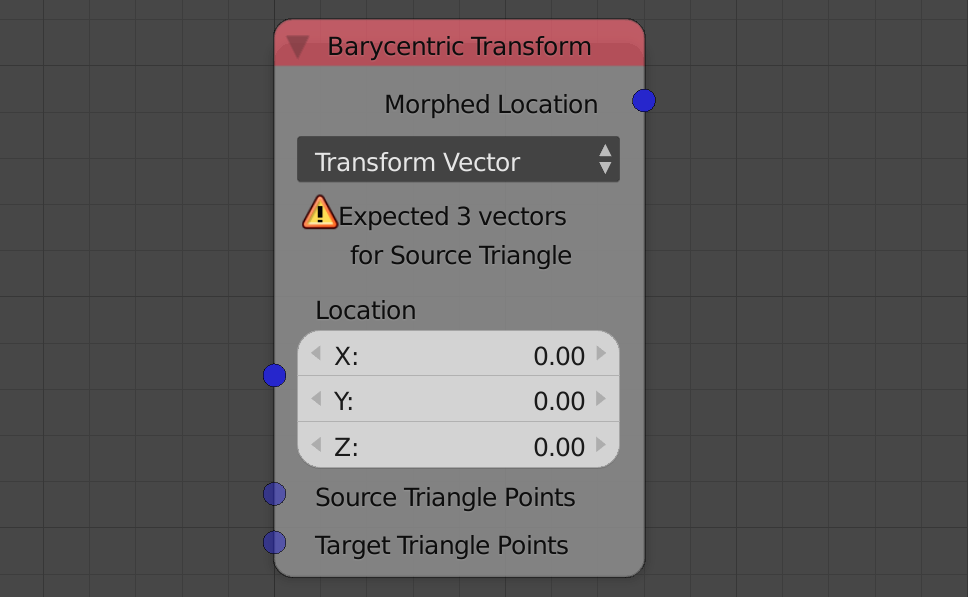 Barycentric Transform
Morphed Location
Transform Vector
Expected 3 vectors
for Source Triangle
Location
X: 0.00
Y: 0.00
Z: 0.00
Source Triangle Points
Target Triangle Points